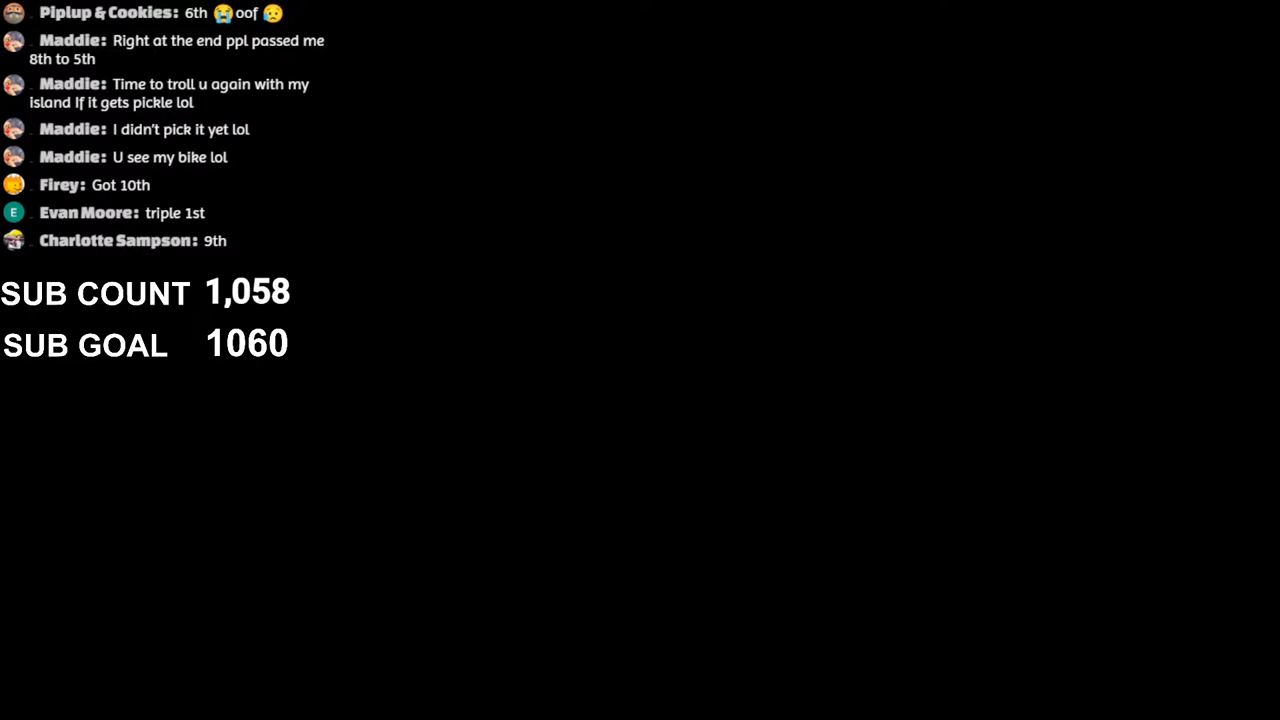 Piplup & Cookies: 6th 😭 oof 😥
Maddie: Right at the end ppl passed me
8th to 5th
Maddie: Time to troll u again with my
island If it gets pickle lol
Maddie: I didn't pick it yet lol
Maddie: U see my bike lol
Firey: Got 10th
E Evan Moore: triple 1st
Charlotte Sampson: 9th
SUB COUNT 1,058
SUB GOAL 1060